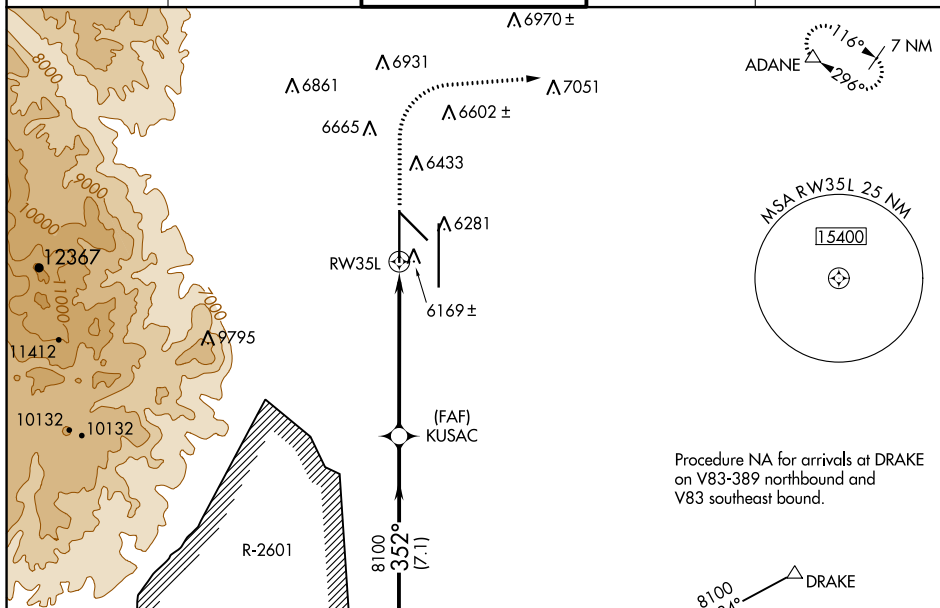 6970 ±
8000
6931
116°
7 NM
ADANE
296°
6861
7051
6602 ±
6665
6433
9000
MSA RW35L 25 NM
10000
6281
15400
12367
RW35L
11000
7000
6169 ±
9795
11412
(FAF)
KUSAC
10132
10132
Procedure NA for arrivals at DRAKE
on V83-389 northbound and
V83 southeast bound.
R-2601
8100
352°
(7.1)
8100
DRAKE